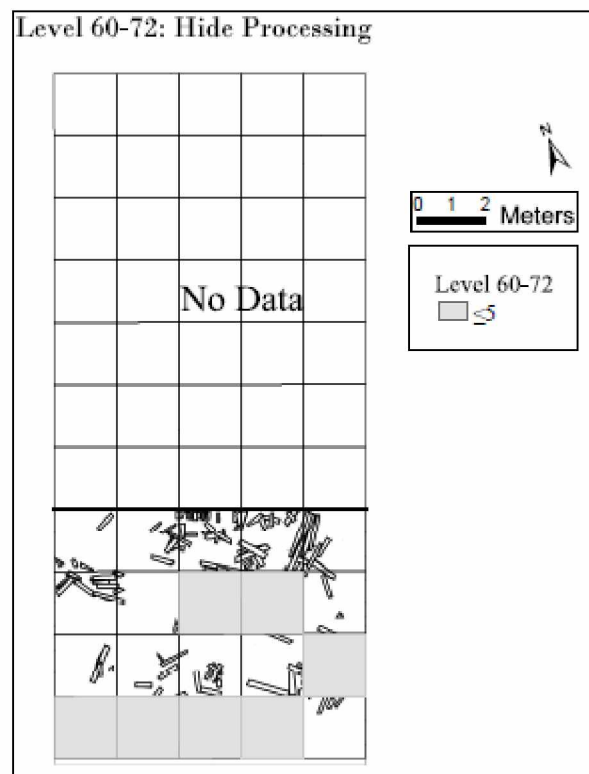 Level 60-72: Hide Processing
N
0 1 2 Meters
Level 60-72
≤5
No Data